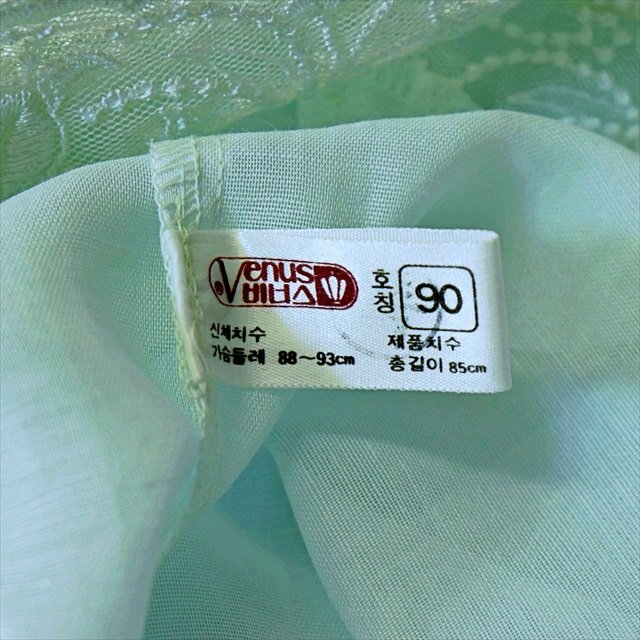 Venus
비너스
호칭 90
신체치수
가슴둘레 88~93cm
제품치수
총길이 85cm